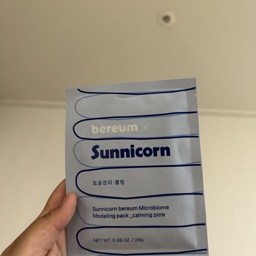 bereum ×
Sunnicorn
Sunnicorn bereum Microbiome
Modeling pack _calming pore
NET WT. 0.98 OZ. / 28g